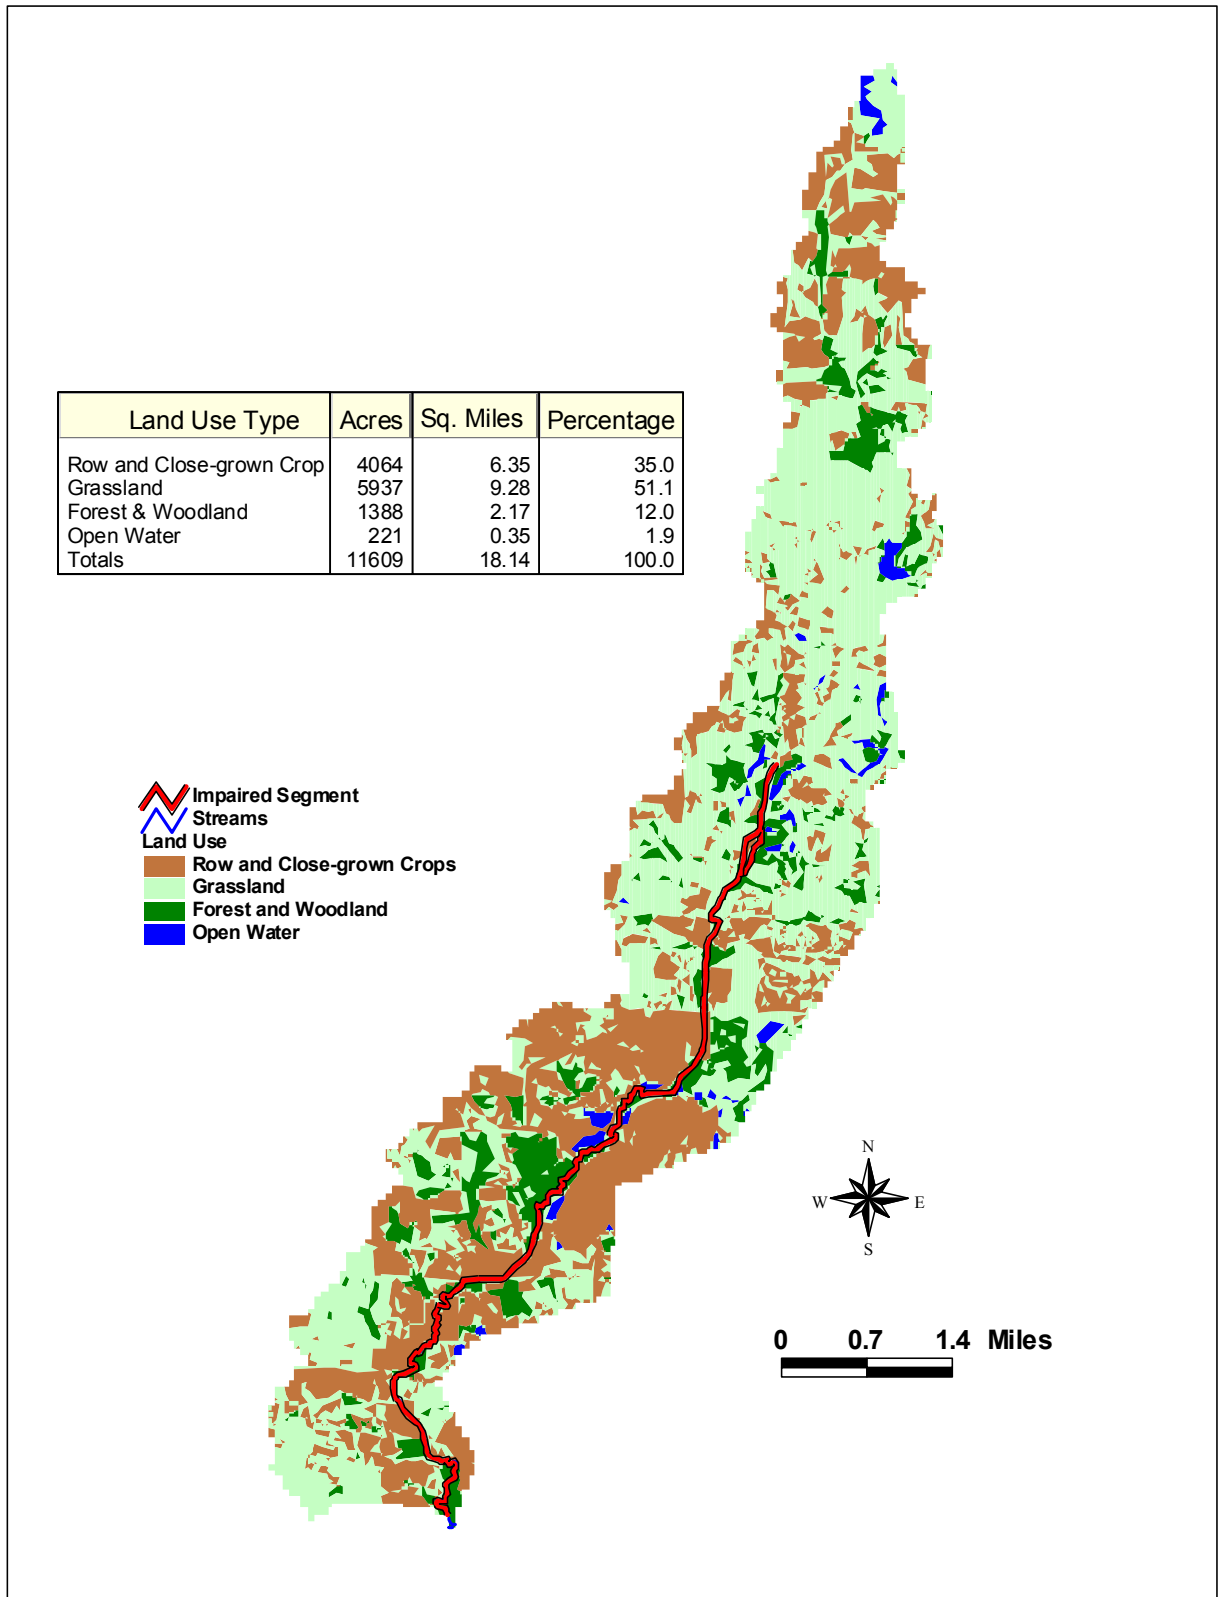 Land Use Type Acres Sq. Miles Percentage
Row and Close-grown Crop 4064 6.35 35.0
Grassland 5937 9.28 51.1
Forest & Woodland 1388 2.17 12.0
Open Water 221 0.35 1.9
Totals 11609 18.14 100.0
Impaired Segment
Streams
Land Use
Row and Close-grown Crops
Grassland
Forest and Woodland
Open Water
N
W E
S
0 0.7 1.4 Miles